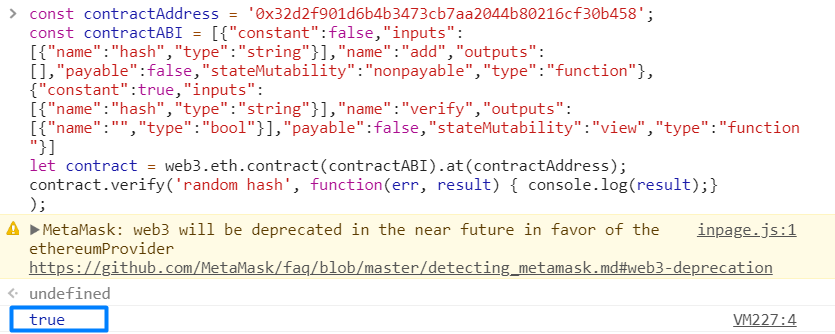 const contractAddress = '0x32d2f901d6b4b3473cb7aa2044b80216cf30b458';
const contractABI = [{"constant":false,"inputs":
[{"name":"hash","type":"string"}],"name":"add","outputs":
[],"payable":false,"stateMutability":"nonpayable","type":"function"},
{"constant":true,"inputs":
[{"name":"hash","type":"string"}],"name":"verify","outputs":
[{"name":"","type":"bool"}],"payable":false,"stateMutability":"view","type":"function
"}]
let contract = web3.eth.contract(contractABI).at(contractAddress);
contract.verify('random hash', function(err, result) { console.log(result);}
);
MetaMask: web3 will be deprecated in the near future in favor of the inpage.js:1
ethereumProvider
https://github.com/MetaMask/faq/blob/master/detecting_metamask.md#web3-deprecation
undefined
true VM227:4